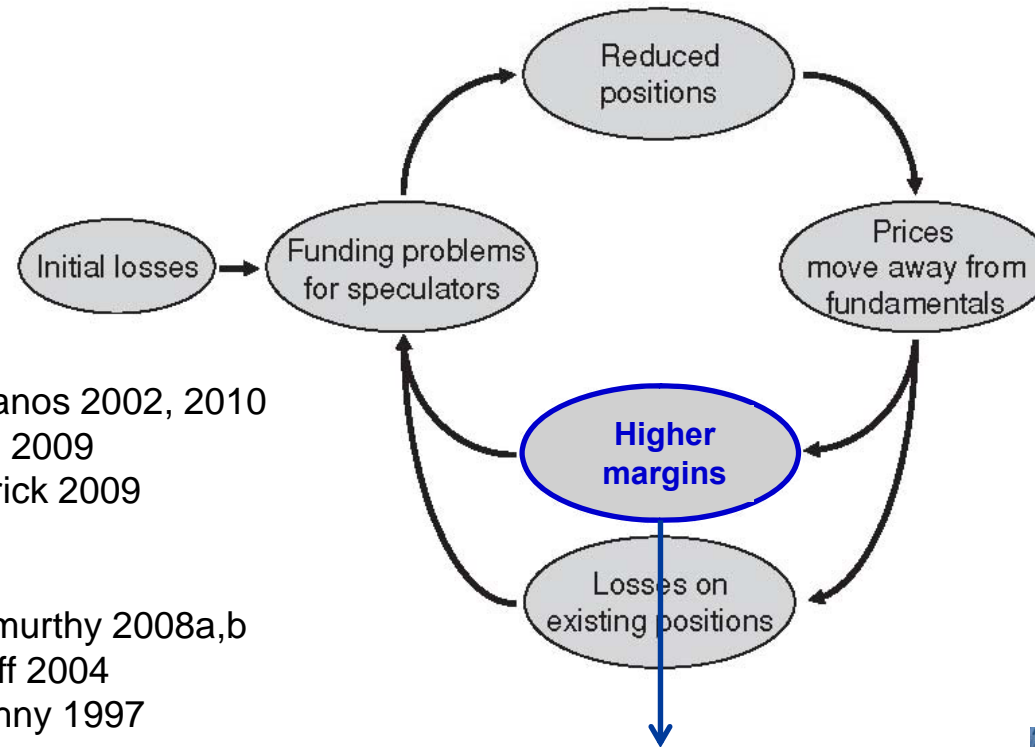 Reduced
positions
Initial losses
Funding problems
for speculators
Prices
move away from
fundamentals
Higher
margins
Losses on
existing positions
anos 2002, 2010
2009
rick 2009
murthy 2008a,b
ff 2004
nny 1997